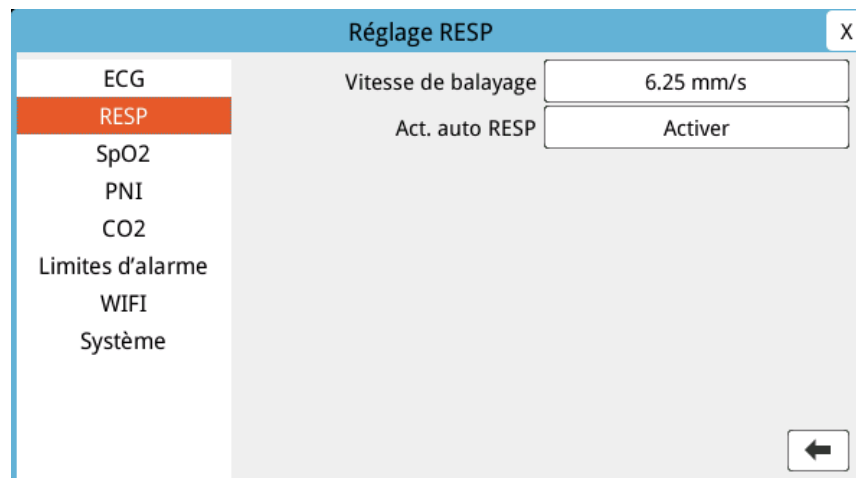 Réglage RESP
X
ECG
RESP
SpO2
PNI
CO2
Limites d’alarme
WIFI
Système
Vitesse de balayage 6.25 mm/s
Act. auto RESP Activer